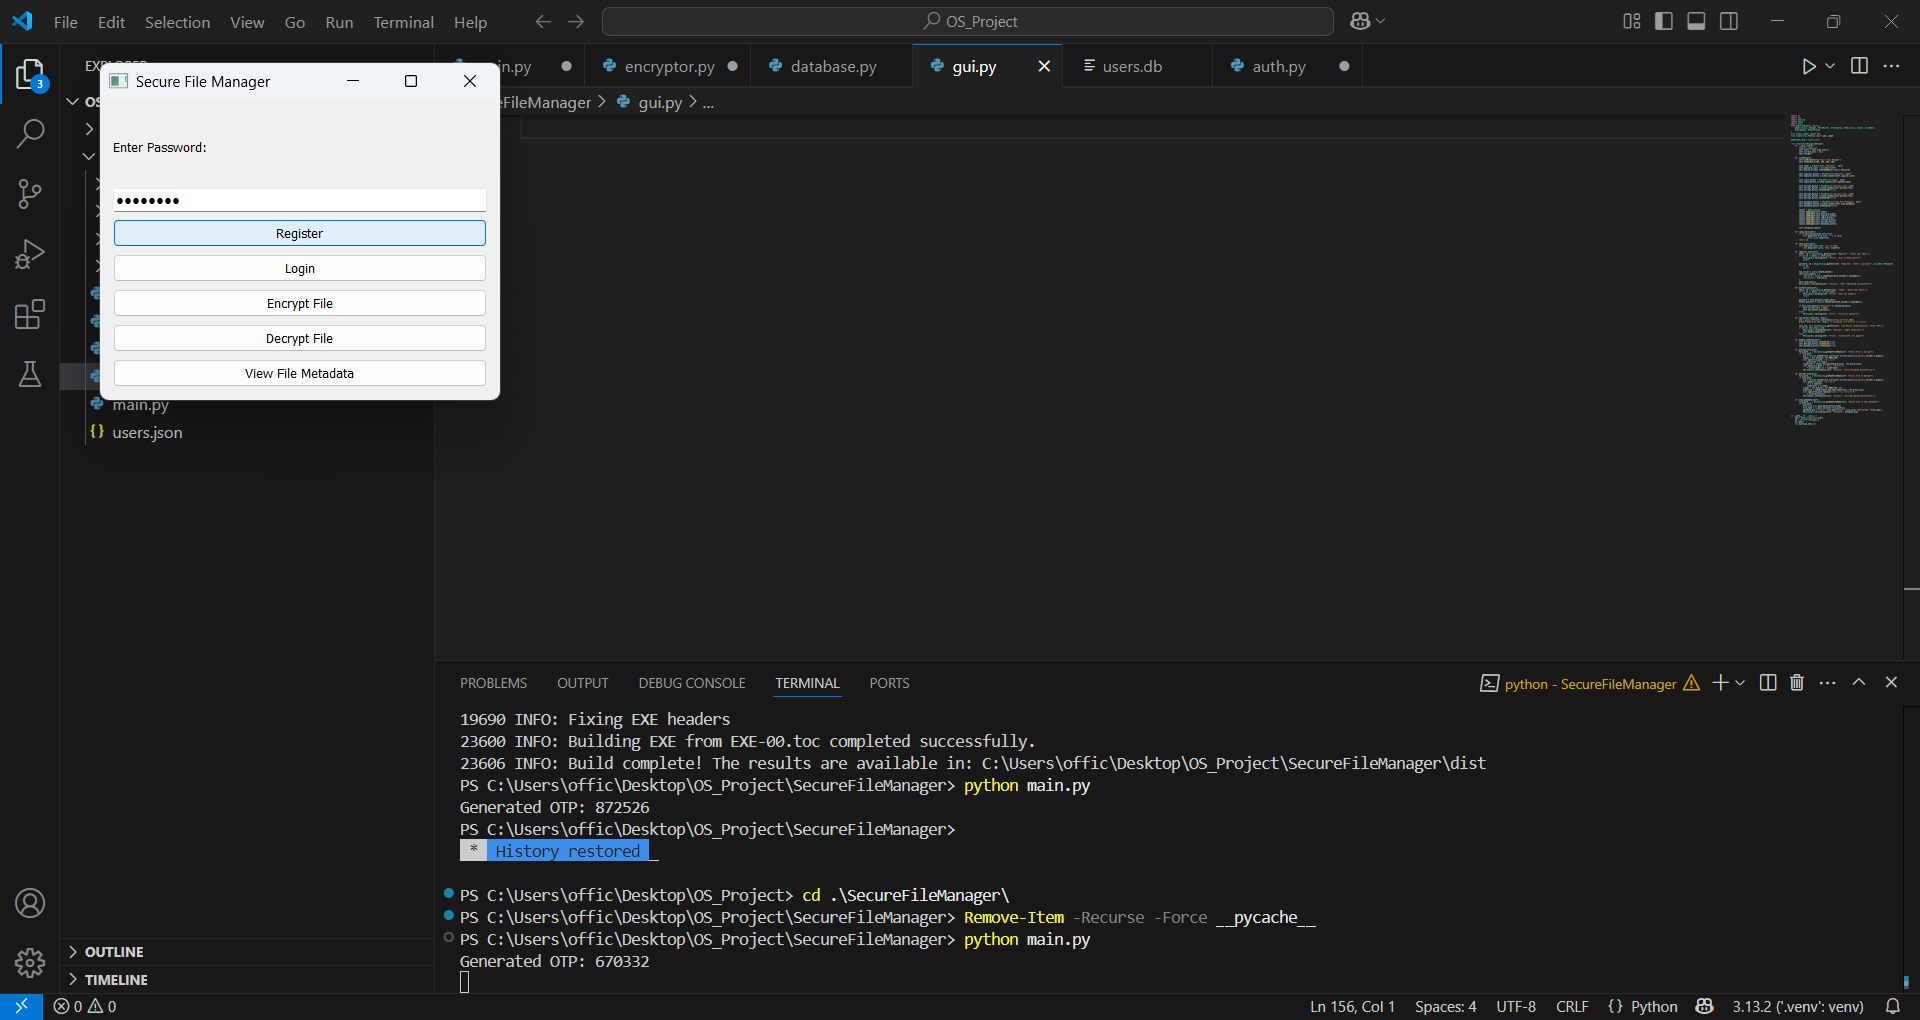 File Edit Selection View Go Run Terminal Help
OS_Project
EXPLORER
in.py
encryptor.py
database.py
gui.py
users.db
auth.py
3
FileManager > gui.py > ...
Secure File Manager
Enter Password:
Register
Login
Encrypt File
Decrypt File
View File Metadata
main.py
{} users.json
PROBLEMS OUTPUT DEBUG CONSOLE TERMINAL PORTS
python - SecureFileManager
19690 INFO: Fixing EXE headers
23600 INFO: Building EXE from EXE-00.toc completed successfully.
23606 INFO: Build complete! The results are available in: C:\Users\offic\Desktop\OS_Project\SecureFileManager\dist
PS C:\Users\offic\Desktop\OS_Project\SecureFileManager> python main.py
Generated OTP: 872526
PS C:\Users\offic\Desktop\OS_Project\SecureFileManager>
* History restored
PS C:\Users\offic\Desktop\OS_Project> cd .\SecureFileManager\
PS C:\Users\offic\Desktop\OS_Project\SecureFileManager> Remove-Item -Recurse -Force __pycache__
PS C:\Users\offic\Desktop\OS_Project\SecureFileManager> python main.py
Generated OTP: 670332
OUTLINE
TIMELINE
0 0
Ln 156, Col 1 Spaces: 4 UTF-8 CRLF {} Python 3.13.2 ('.venv': venv)